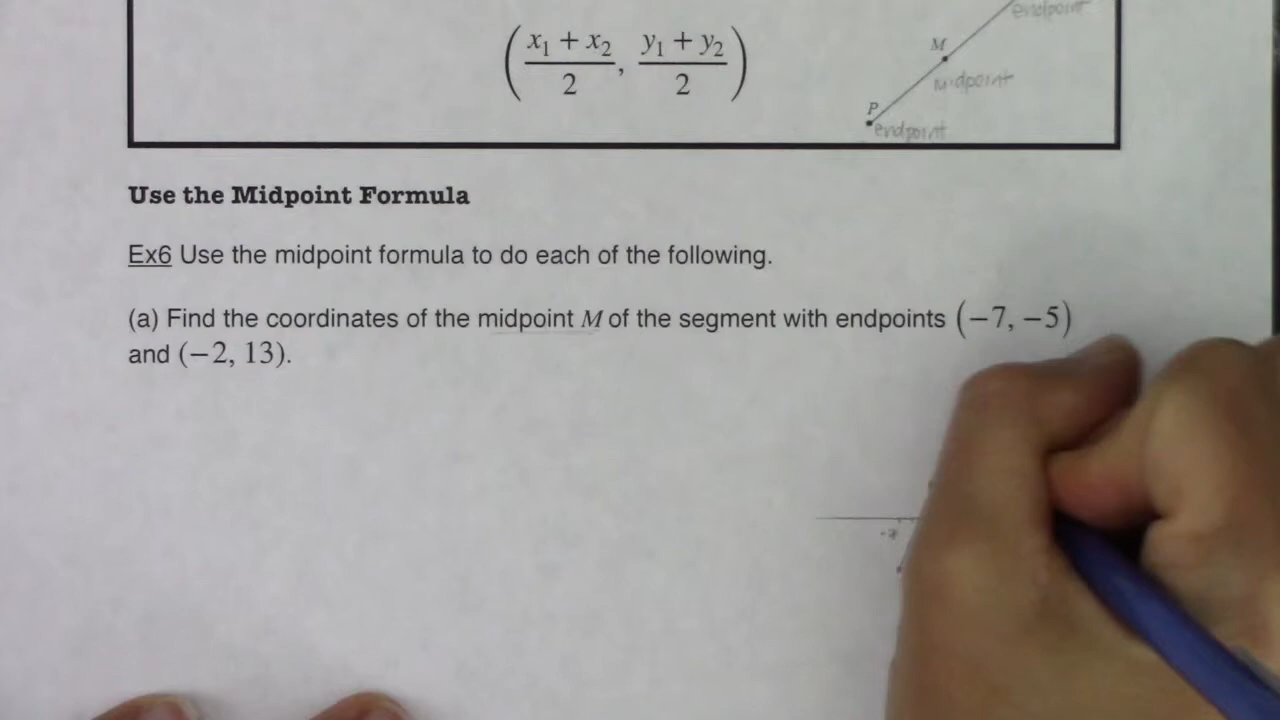 endpoint
( x₁ + x₂ / 2 , y₁ + y₂ / 2 )
M
midpoint
P
endpoint
Use the Midpoint Formula
Ex6 Use the midpoint formula to do each of the following.
(a) Find the coordinates of the midpoint M of the segment with endpoints (−7, −5)
and (−2, 13).
-7